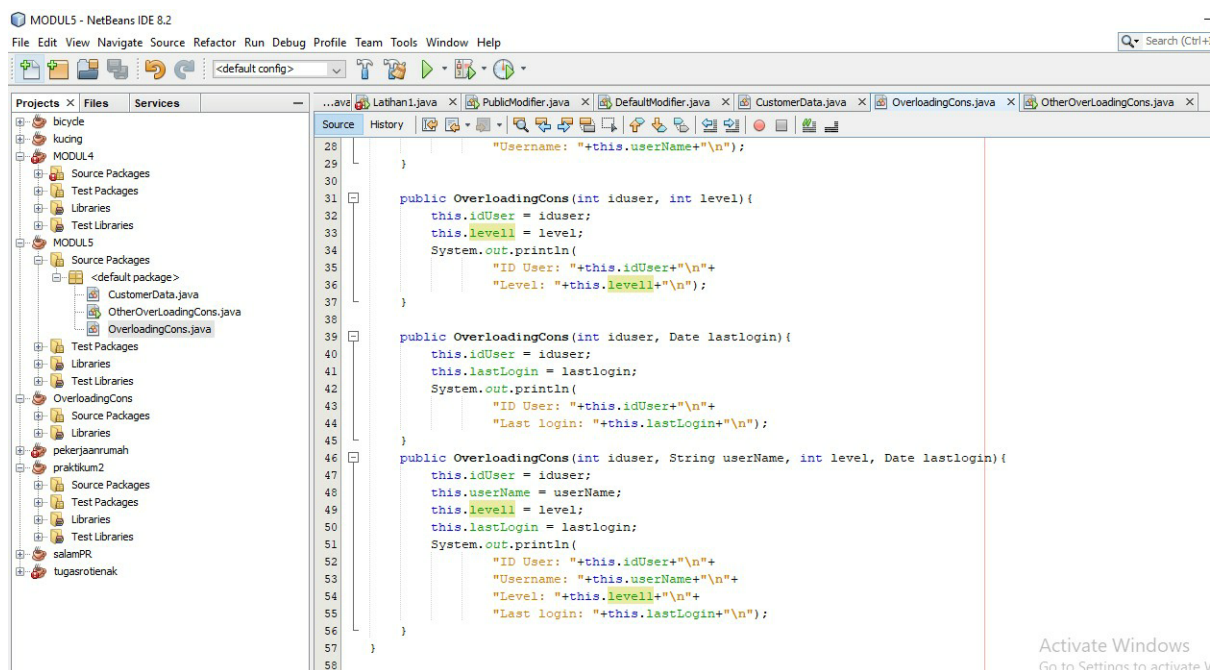 MODUL5 - NetBeans IDE 8.2
File Edit View Navigate Source Refactor Run Debug Profile Team Tools Window Help
Search (Ctrl+I
<default config>
Projects × Files Services
...ava Latihan1.java × PublicModifier.java × DefaultModifier.java × CustomerData.java × OverloadingCons.java × OtherOverLoadingCons.java ×
Source History
bicycle
kucing
MODUL4
Source Packages
Test Packages
Libraries
Test Libraries
MODUL5
Source Packages
<default package>
CustomerData.java
OtherOverLoadingCons.java
OverloadingCons.java
Test Packages
Libraries
Test Libraries
OverloadingCons
Source Packages
Libraries
pekerjaanrumah
praktikum2
Source Packages
Test Packages
Libraries
Test Libraries
salamPR
tugasrotienak
28 "Username: "+this.userName+"\n");
29 }
30
31 public OverloadingCons(int iduser, int level){
32 this.idUser = iduser;
33 this.level1 = level;
34 System.out.println(
35 "ID User: "+this.idUser+"\n"+
36 "Level: "+this.level1+"\n");
37 }
38
39 public OverloadingCons(int iduser, Date lastlogin){
40 this.idUser = iduser;
41 this.lastLogin = lastlogin;
42 System.out.println(
43 "ID User: "+this.idUser+"\n"+
44 "Last login: "+this.lastLogin+"\n");
45 }
46 public OverloadingCons(int iduser, String userName, int level, Date lastlogin){
47 this.idUser = iduser;
48 this.userName = userName;
49 this.level1 = level;
50 this.lastLogin = lastlogin;
51 System.out.println(
52 "ID User: "+this.idUser+"\n"+
53 "Username: "+this.userName+"\n"+
54 "Level: "+this.level1+"\n"+
55 "Last login: "+this.lastLogin+"\n");
56 }
57 }
58
Activate Windows
Go to Settings to activate W